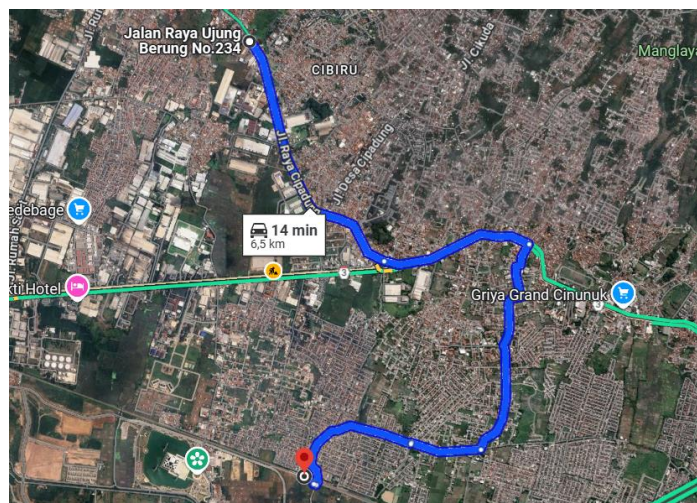 Jalan Raya Ujung
Berung No.234
CIBIRU
Jl. Cikuda
Manglaya
Jl. Raya Cipadung
Jl. Desa Cipadung
edebage
14 min
6,5 km
3
kti Hotel
Griya Grand Cinunuk
3